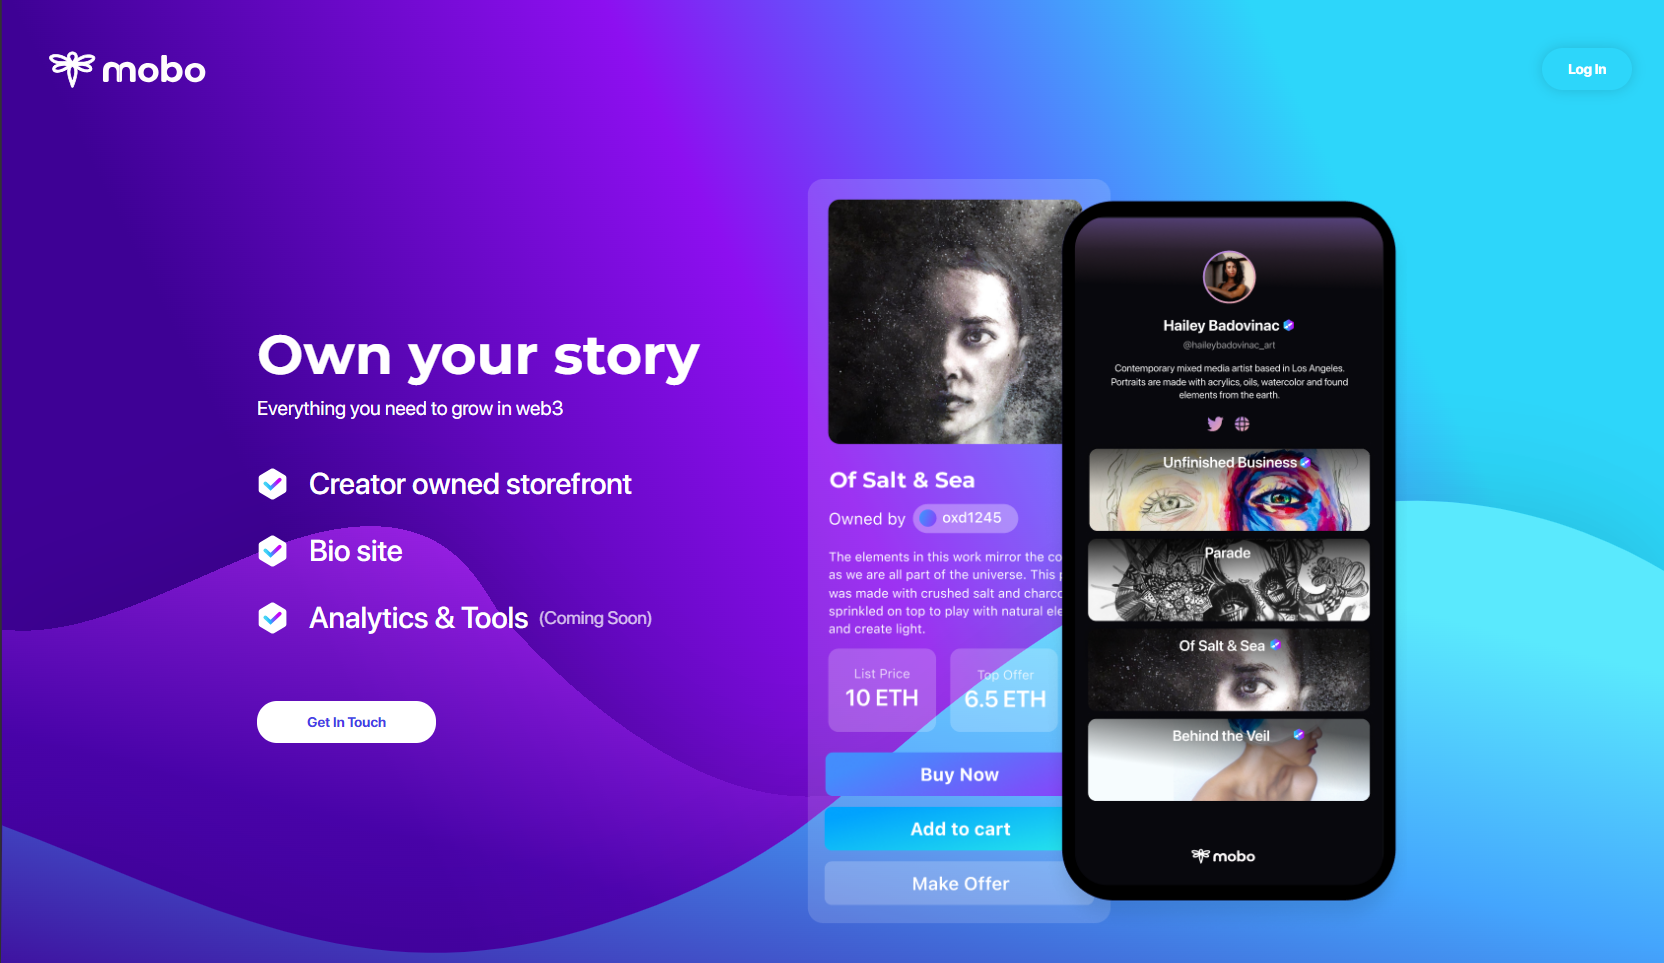 mobo
Log In
Own your story
Everything you need to grow in web3
Creator owned storefront
Bio site
Analytics & Tools (Coming Soon)
Get In Touch
Of Salt & Sea
Owned by oxd1245
The elements in this work mirror the co
as we are all part of the universe. This
was made with crushed salt and charco
sprinkled on top to play with natural ele
and create light.
List Price
10 ETH
Top Offer
6.5 ETH
Buy Now
Add to cart
Make Offer
Hailey Badovinac
@haileybadovinac_art
Contemporary mixed media artist based in Los Angeles.
Portraits are made with acrylics, oils, watercolor and found
elements from the earth.
Unfinished Business
Parade
Of Salt & Sea
Behind the Veil
mobo